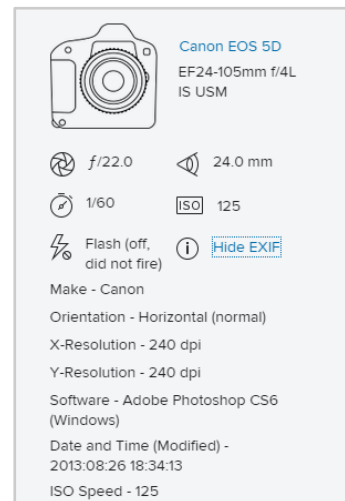 Canon EOS 5D
EF24-105mm f/4L
IS USM
ƒ/22.0
24.0 mm
1/60
ISO 125
Flash (off,
did not fire)
Hide EXIF
Make - Canon
Orientation - Horizontal (normal)
X-Resolution - 240 dpi
Y-Resolution - 240 dpi
Software - Adobe Photoshop CS6
(Windows)
Date and Time (Modified) -
2013:08:26 18:34:13
ISO Speed - 125